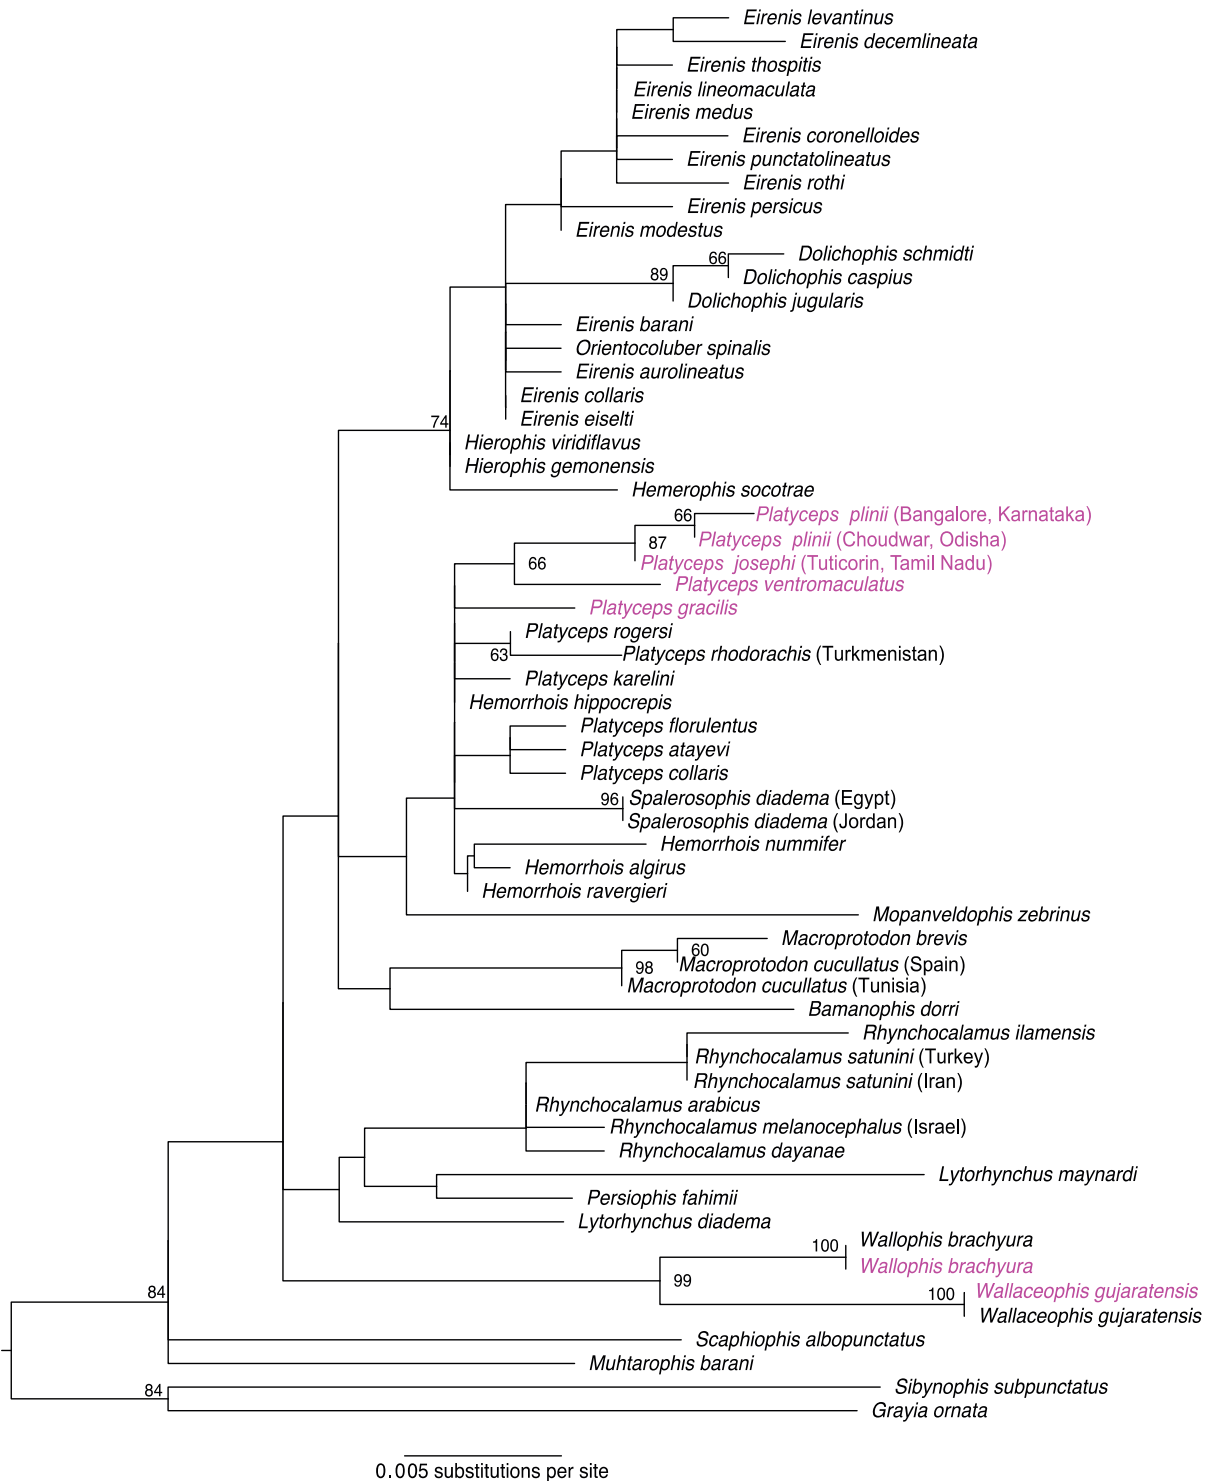 Eirenis levantinus
Eirenis decemlineata
Eirenis thospitis
Eirenis lineomaculata
Eirenis medus
Eirenis coronelloides
Eirenis punctatolineatus
Eirenis rothi
Eirenis persicus
Eirenis modestus
Dolichophis schmidti
66
Dolichophis caspius
89
Dolichophis jugularis
Eirenis barani
Orientocoluber spinalis
Eirenis aurolineatus
Eirenis collaris
Eirenis eiselti
74
Hierophis viridiflavus
Hierophis gemonensis
Hemerophis socotrae
66 Platyceps plinii (Bangalore, Karnataka)
87 Platyceps plinii (Choudwar, Odisha)
66 Platyceps josephi (Tuticorin, Tamil Nadu)
Platyceps ventromaculatus
Platyceps gracilis
Platyceps rogersi
63 Platyceps rhodorachis (Turkmenistan)
Platyceps karelini
Hemorrhois hippocrepis
Platyceps florulentus
Platyceps atayevi
Platyceps collaris
96 Spalerosophis diadema (Egypt)
Spalerosophis diadema (Jordan)
Hemorrhois nummifer
Hemorrhois algirus
Hemorrhois ravergieri
Mopanveldophis zebrinus
Macroprotodon brevis
60
98 Macroprotodon cucullatus (Spain)
Macroprotodon cucullatus (Tunisia)
Bamanophis dorri
Rhynchocalamus ilamensis
Rhynchocalamus satunini (Turkey)
Rhynchocalamus satunini (Iran)
Rhynchocalamus arabicus
Rhynchocalamus melanocephalus (Israel)
Rhynchocalamus dayanae
Lytorhynchus maynardi
Persiophis fahimii
Lytorhynchus diadema
100 Wallophis brachyura
Wallophis brachyura
99
100 Wallaceophis gujaratensis
84
Wallaceophis gujaratensis
Scaphiophis albopunctatus
Muhtarophis barani
84 Sibynophis subpunctatus
Grayia ornata
0.005 substitutions per site